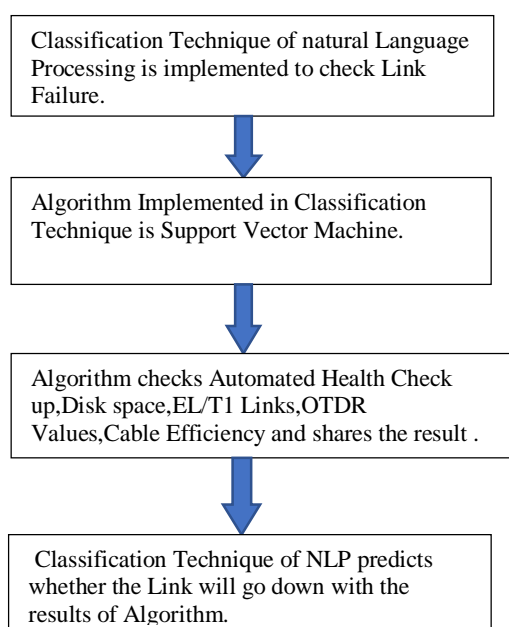 Classification Technique of natural Language
Processing is implemented to check Link
Failure.
Algorithm Implemented in Classification
Technique is Support Vector Machine.
Algorithm checks Automated Health Check
up,Disk space,EL/T1 Links,OTDR
Values,Cable Efficiency and shares the result .
Classification Technique of NLP predicts
whether the Link will go down with the
results of Algorithm.